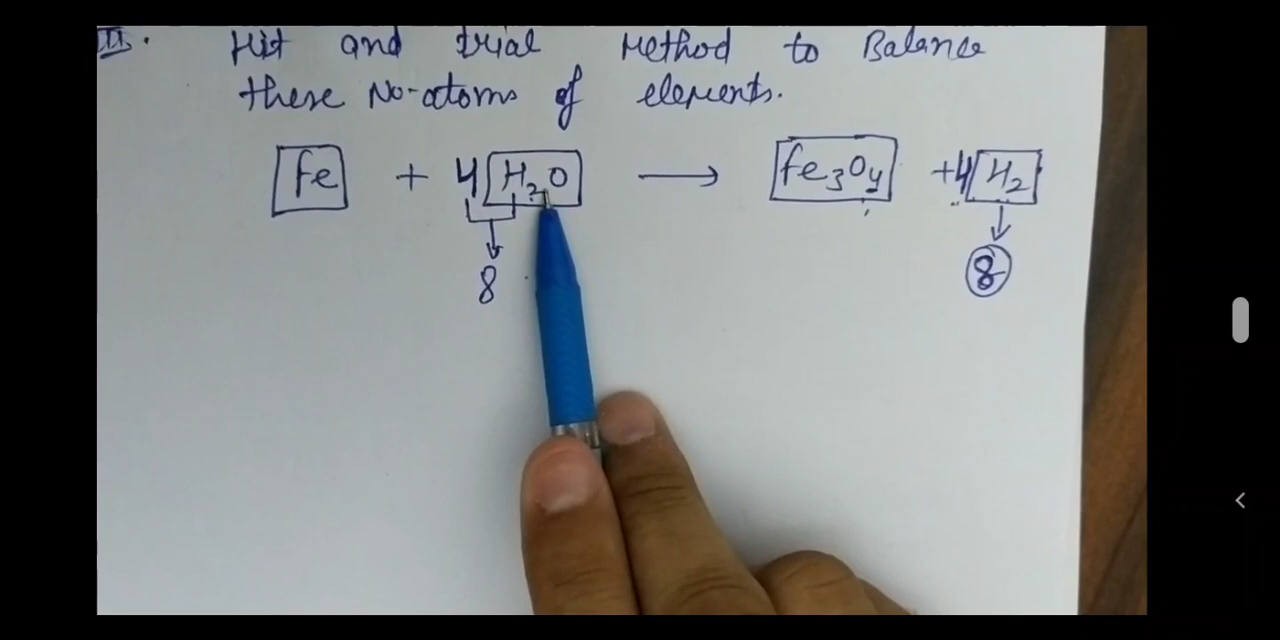 II. Hit and trial Method to Balance
these No-atoms of elements.
Fe + 4 H₂O → Fe₃O₄ + 4 H₂
8 8